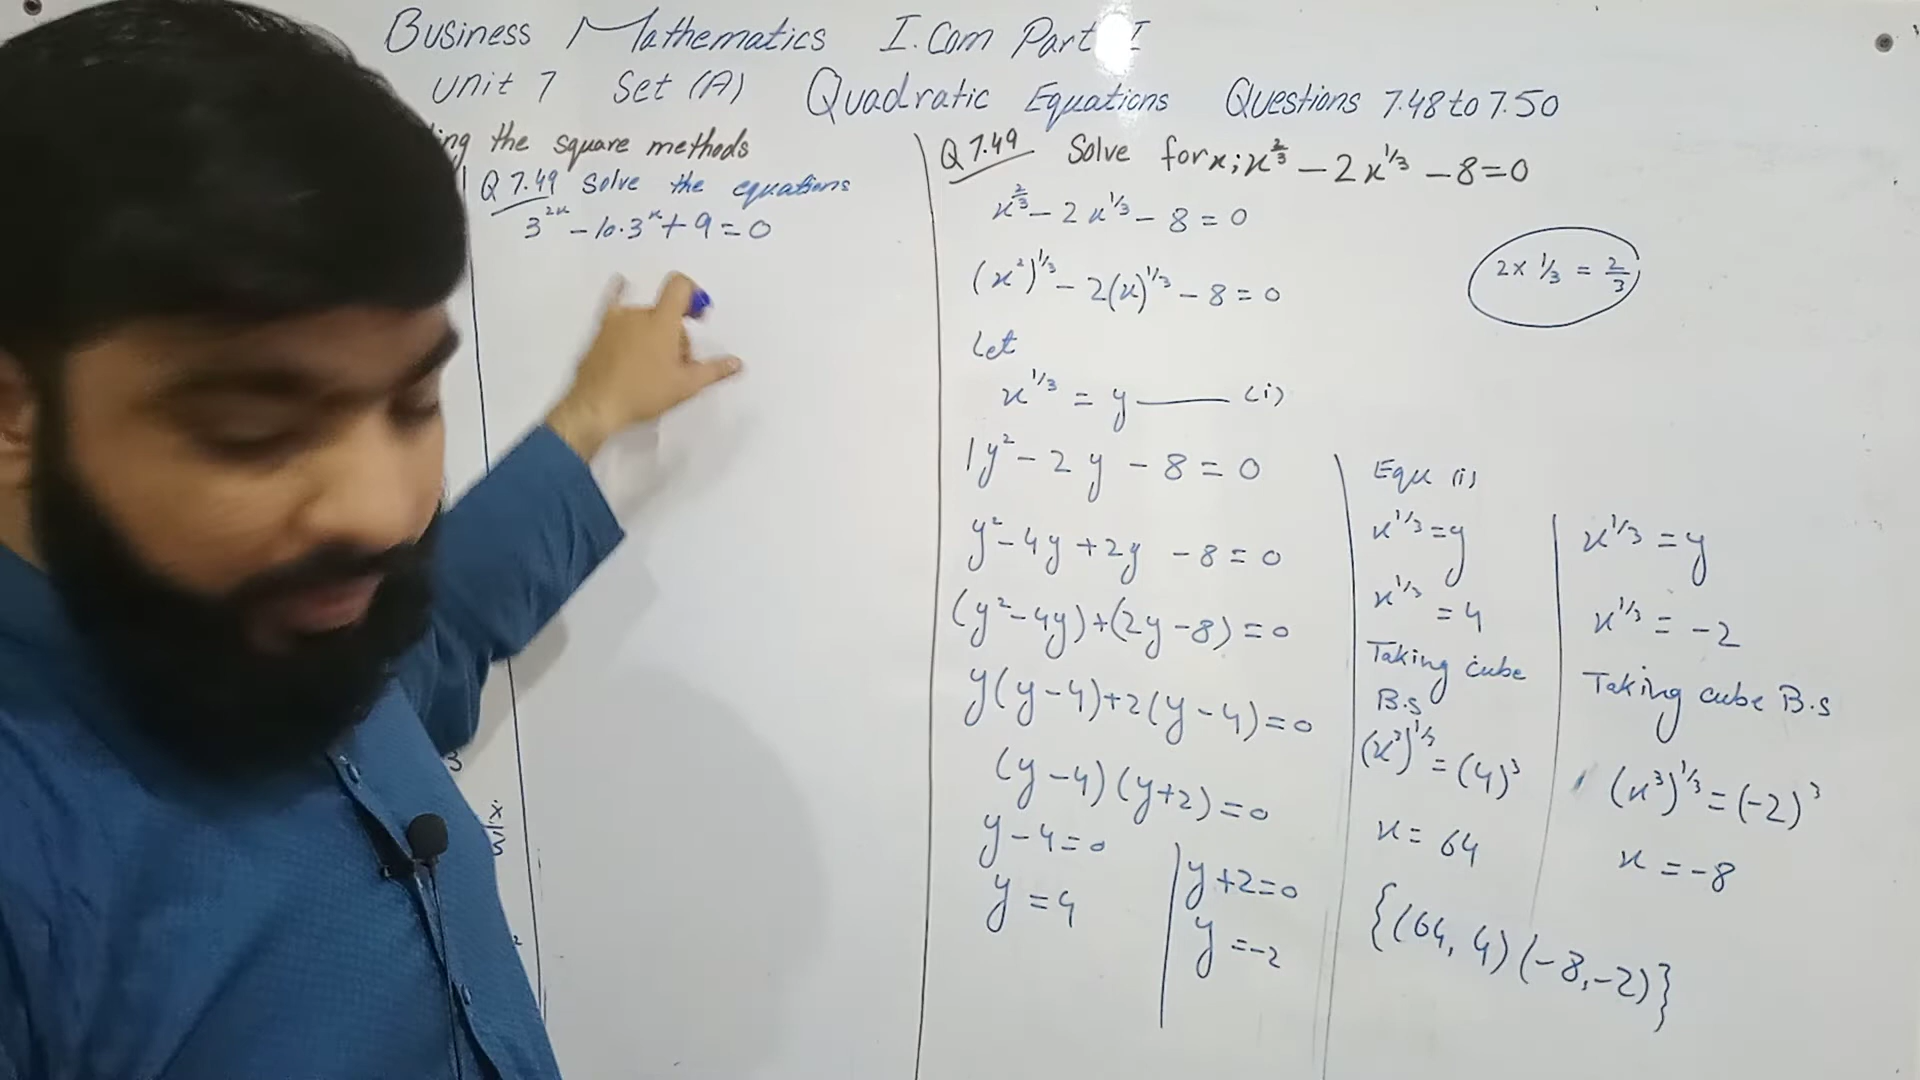 Business Mathematics I.Com Part I
Unit 7 Set (A) Quadratic Equations Questions 7.48 to 7.50
ing the square methods
Q 7.49 Solve the equations
3^2x - 10.3^x + 9 = 0
Q 7.49 Solve for x; x^2/3 - 2x^1/3 - 8 = 0
x^2/3 - 2x^1/3 - 8 = 0
(x^2)^1/3 - 2(x)^1/3 - 8 = 0
2 x 1/3 = 2/3
Let
x^1/3 = y —— (i)
1y^2 - 2y - 8 = 0
y^2 - 4y + 2y - 8 = 0
(y^2 - 4y) + (2y - 8) = 0
y(y - 4) + 2(y - 4) = 0
(y - 4) (y + 2) = 0
y - 4 = 0
y = 4
y + 2 = 0
y = -2
Equ (i)
x^1/3 = y
x^1/3 = 4
Taking cube
B.s
(x^3)^1/3 = (4)^3
x = 64
x^1/3 = y
x^1/3 = -2
Taking cube B.s
(x^3)^1/3 = (-2)^3
x = -8
{(64, 4) (-8, -2)}